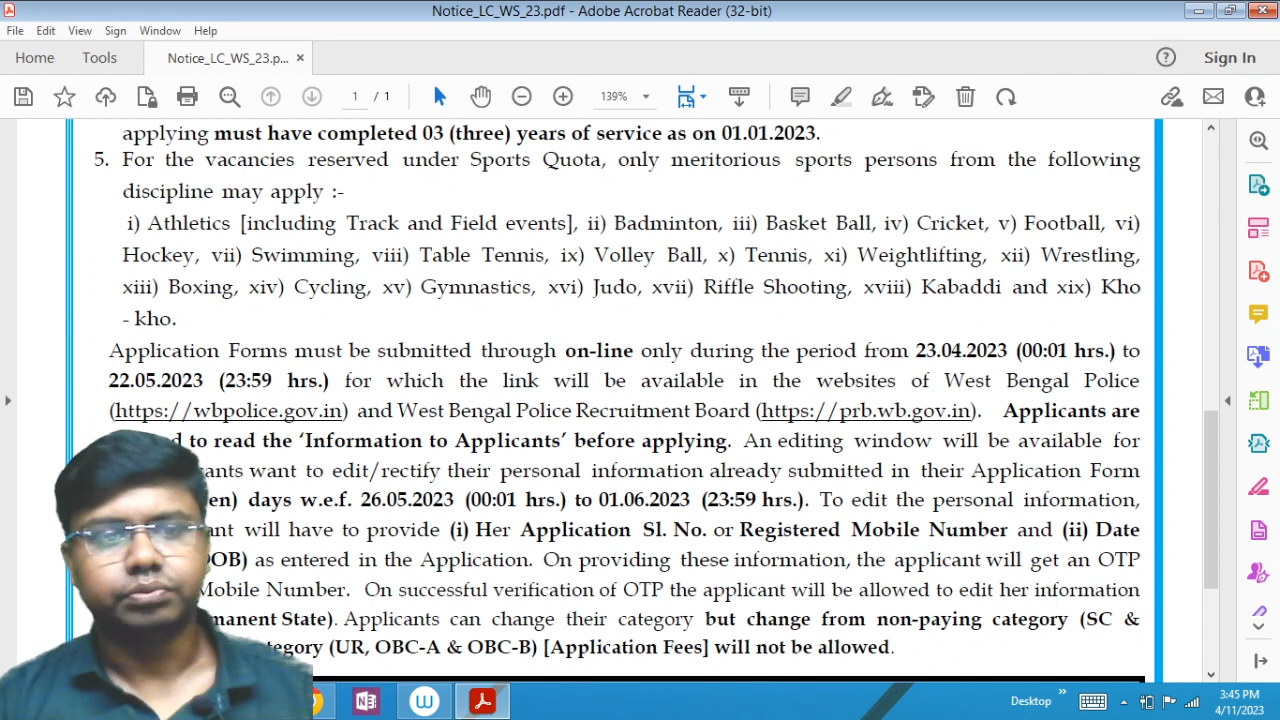 Notice_LC_WS_23.pdf - Adobe Acrobat Reader (32-bit)
File Edit View Sign Window Help
Home Tools Notice_LC_WS_23.p... × Sign In
1 / 1 139%
applying must have completed 03 (three) years of service as on 01.01.2023.
5. For the vacancies reserved under Sports Quota, only meritorious sports persons from the following
discipline may apply :-
i) Athletics [including Track and Field events], ii) Badminton, iii) Basket Ball, iv) Cricket, v) Football, vi)
Hockey, vii) Swimming, viii) Table Tennis, ix) Volley Ball, x) Tennis, xi) Weightlifting, xii) Wrestling,
xiii) Boxing, xiv) Cycling, xv) Gymnastics, xvi) Judo, xvii) Riffle Shooting, xviii) Kabaddi and xix) Kho
- kho.
Application Forms must be submitted through on-line only during the period from 23.04.2023 (00:01 hrs.) to
22.05.2023 (23:59 hrs.) for which the link will be available in the websites of West Bengal Police
(https://wbpolice.gov.in) and West Bengal Police Recruitment Board (https://prb.wb.gov.in). Applicants are
to read the 'Information to Applicants' before applying. An editing window will be available for
want to edit/rectify their personal information already submitted in their Application Form
days w.e.f. 26.05.2023 (00:01 hrs.) to 01.06.2023 (23:59 hrs.). To edit the personal information,
will have to provide (i) Her Application Sl. No. or Registered Mobile Number and (ii) Date
as entered in the Application. On providing these information, the applicant will get an OTP
Mobile Number. On successful verification of OTP the applicant will be allowed to edit her information
State). Applicants can change their category but change from non-paying category (SC &
(UR, OBC-A & OBC-B) [Application Fees] will not be allowed.
Desktop 3:45 PM
4/11/2023